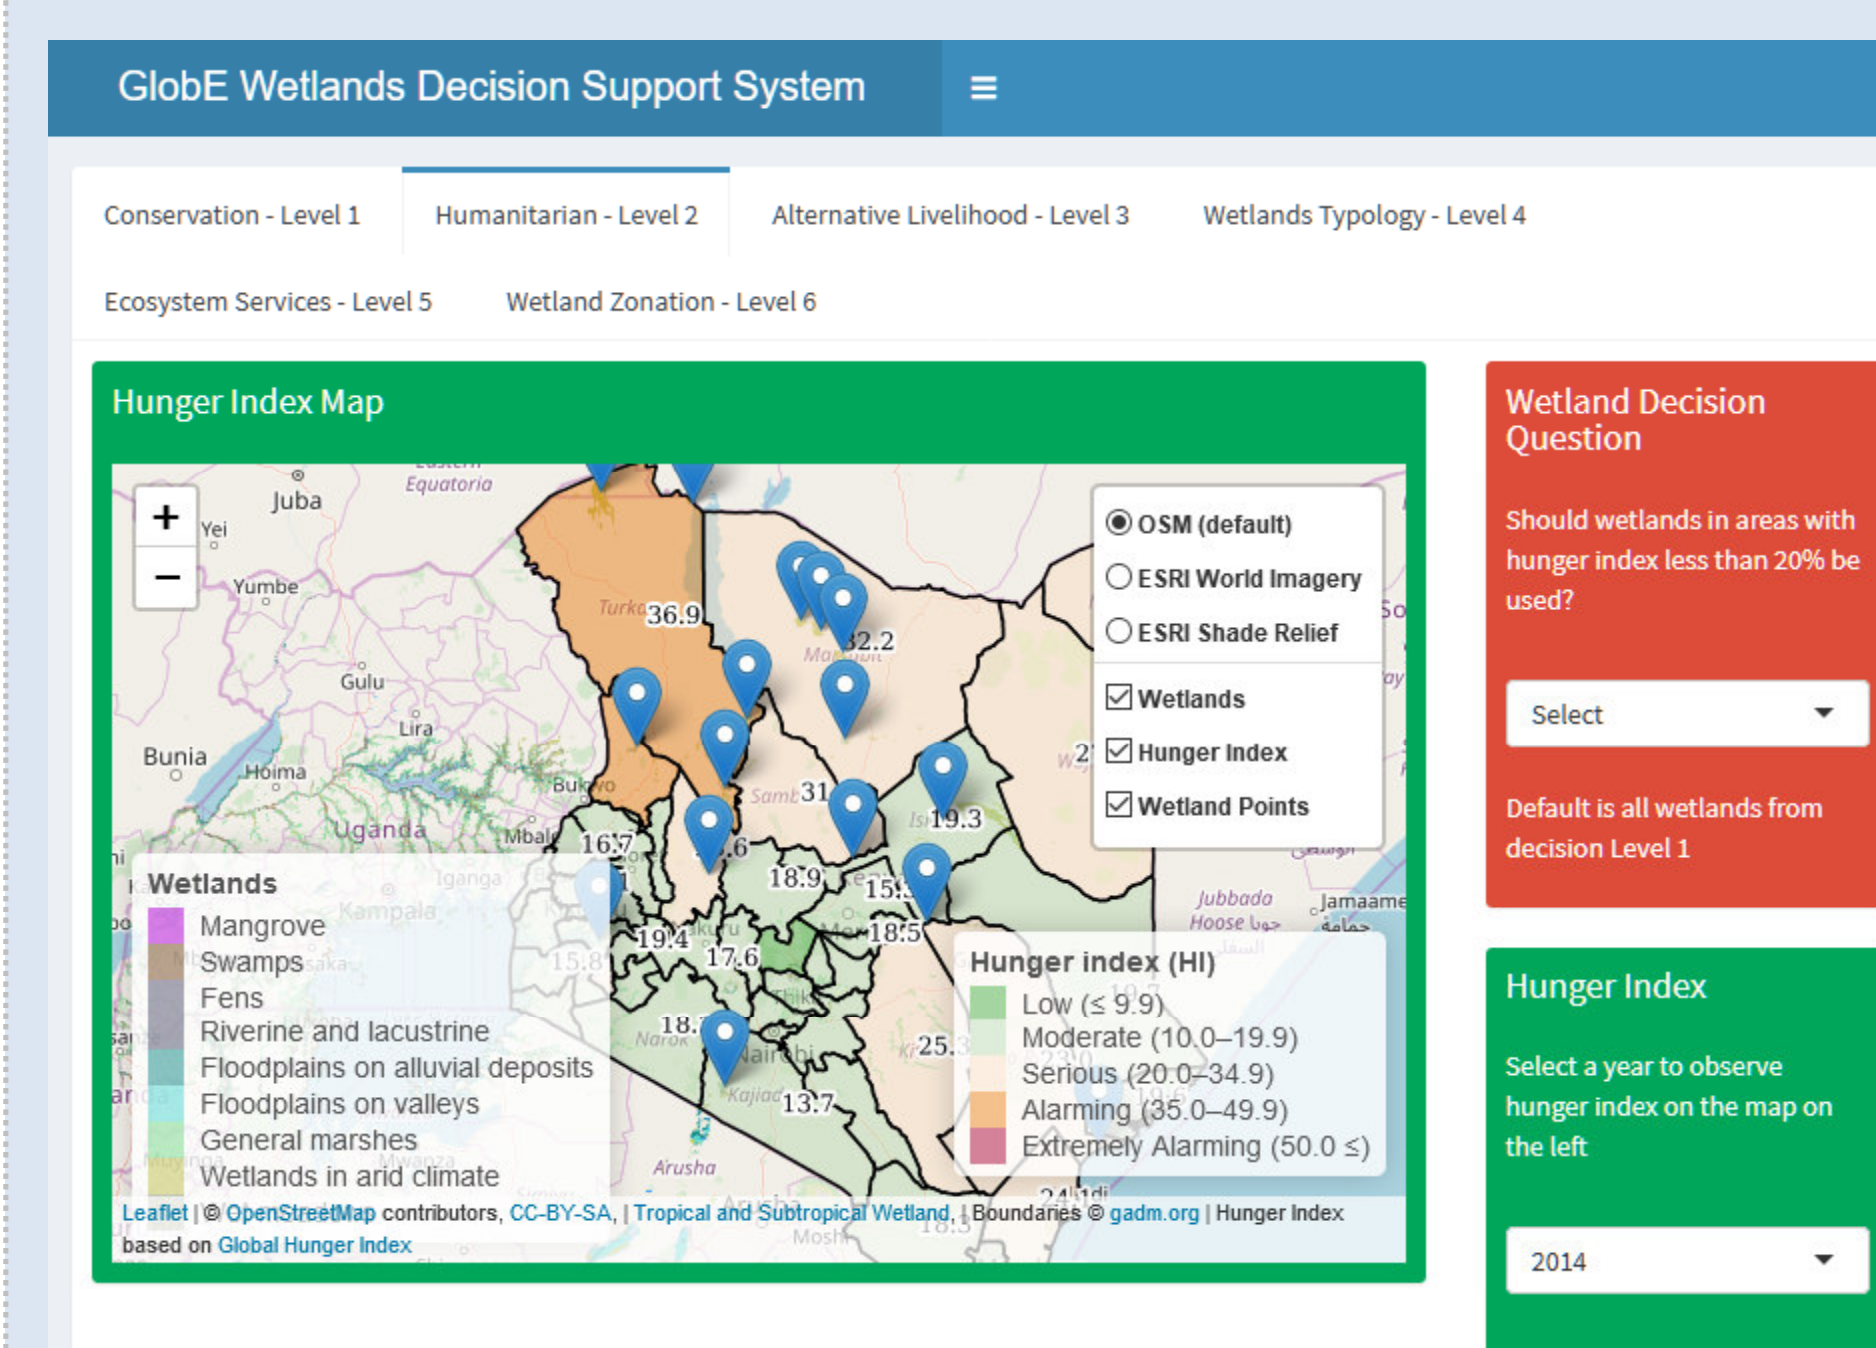 GlobE Wetlands Decision Support System
Conservation - Level 1
Humanitarian - Level 2
Alternative Livelihood - Level 3
Wetlands Typology - Level 4
Ecosystem Services - Level 5
Wetland Zonation - Level 6
Hunger Index Map
+
−
Equatoria
Juba
Yei
Yumbe
Gulu
Lira
Bunia
Hoima
Uganda
Iganga
Kampala
36.9
31
19.3
16.7
18.9
19.4
17.6
18.5
15.8
13.7
Narok
Nairobi
Thika
Arusha
Mwanza
Moshi
Jubbada
Hoose
OSM (default)
ESRI World Imagery
ESRI Shade Relief
Wetlands
Hunger Index
Wetland Points
Wetlands
Mangrove
Swamps
Fens
Riverine and lacustrine
Floodplains on alluvial deposits
Floodplains on valleys
General marshes
Wetlands in arid climate
Hunger index (HI)
Low (≤ 9.9)
Moderate (10.0–19.9)
Serious (20.0–34.9)
Alarming (35.0–49.9)
Extremely Alarming (50.0 ≤)
Leaflet | © OpenStreetMap contributors, CC-BY-SA, | Tropical and Subtropical Wetland, | Boundaries © gadm.org | Hunger Index
based on Global Hunger Index
Wetland Decision
Question
Should wetlands in areas with
hunger index less than 20% be
used?
Select
Default is all wetlands from
decision Level 1
Hunger Index
Select a year to observe
hunger index on the map on
the left
2014